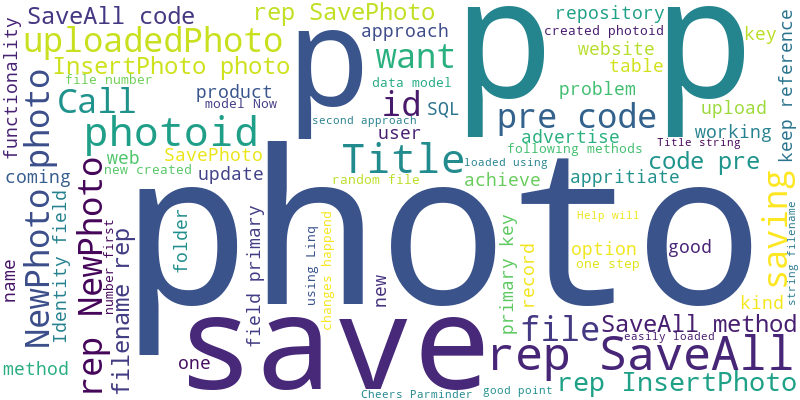 SaveAll code
rep SavePhoto
approach
repository
created photoid
key
uploadedPhoto
InsertPhoto photo
want
website
table
file number
product
model Now
data model
problem
Call
id
SQL
second approach
pre code
upload
photoid
user
advertise
following methods
working
Title string
functionality
NewPhoto photo
web
SavePhoto
new created
update
Title
random file
loaded using
achieve
appritiate
code pre
keep reference
coming
p
p
p
photo
Identity field
rep NewPhoto
number first
filename rep
folder
field primary
using Linq
changes happend
new
primary key
record
Help will
option
one step
good
saving
kind
string filename
name
method
one
save
file
SaveAll method
easily loaded
rep SaveAll
rep InsertPhoto
Cheers Parminder
good point